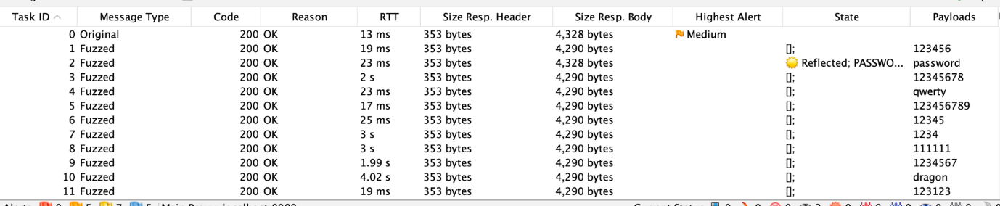 Task ID Message Type Code Reason RTT Size Resp. Header Size Resp. Body Highest Alert State Payloads
0 Original 200 OK 13 ms 353 bytes 4,328 bytes Medium
1 Fuzzed 200 OK 19 ms 353 bytes 4,290 bytes []; 123456
2 Fuzzed 200 OK 23 ms 353 bytes 4,328 bytes Reflected; PASSWO... password
3 Fuzzed 200 OK 2 s 353 bytes 4,290 bytes []; 12345678
4 Fuzzed 200 OK 23 ms 353 bytes 4,290 bytes []; qwerty
5 Fuzzed 200 OK 17 ms 353 bytes 4,290 bytes []; 123456789
6 Fuzzed 200 OK 25 ms 353 bytes 4,290 bytes []; 12345
7 Fuzzed 200 OK 3 s 353 bytes 4,290 bytes []; 1234
8 Fuzzed 200 OK 3 s 353 bytes 4,290 bytes []; 111111
9 Fuzzed 200 OK 1.99 s 353 bytes 4,290 bytes []; 1234567
10 Fuzzed 200 OK 4.02 s 353 bytes 4,290 bytes []; dragon
11 Fuzzed 200 OK 19 ms 353 bytes 4,290 bytes []; 123123